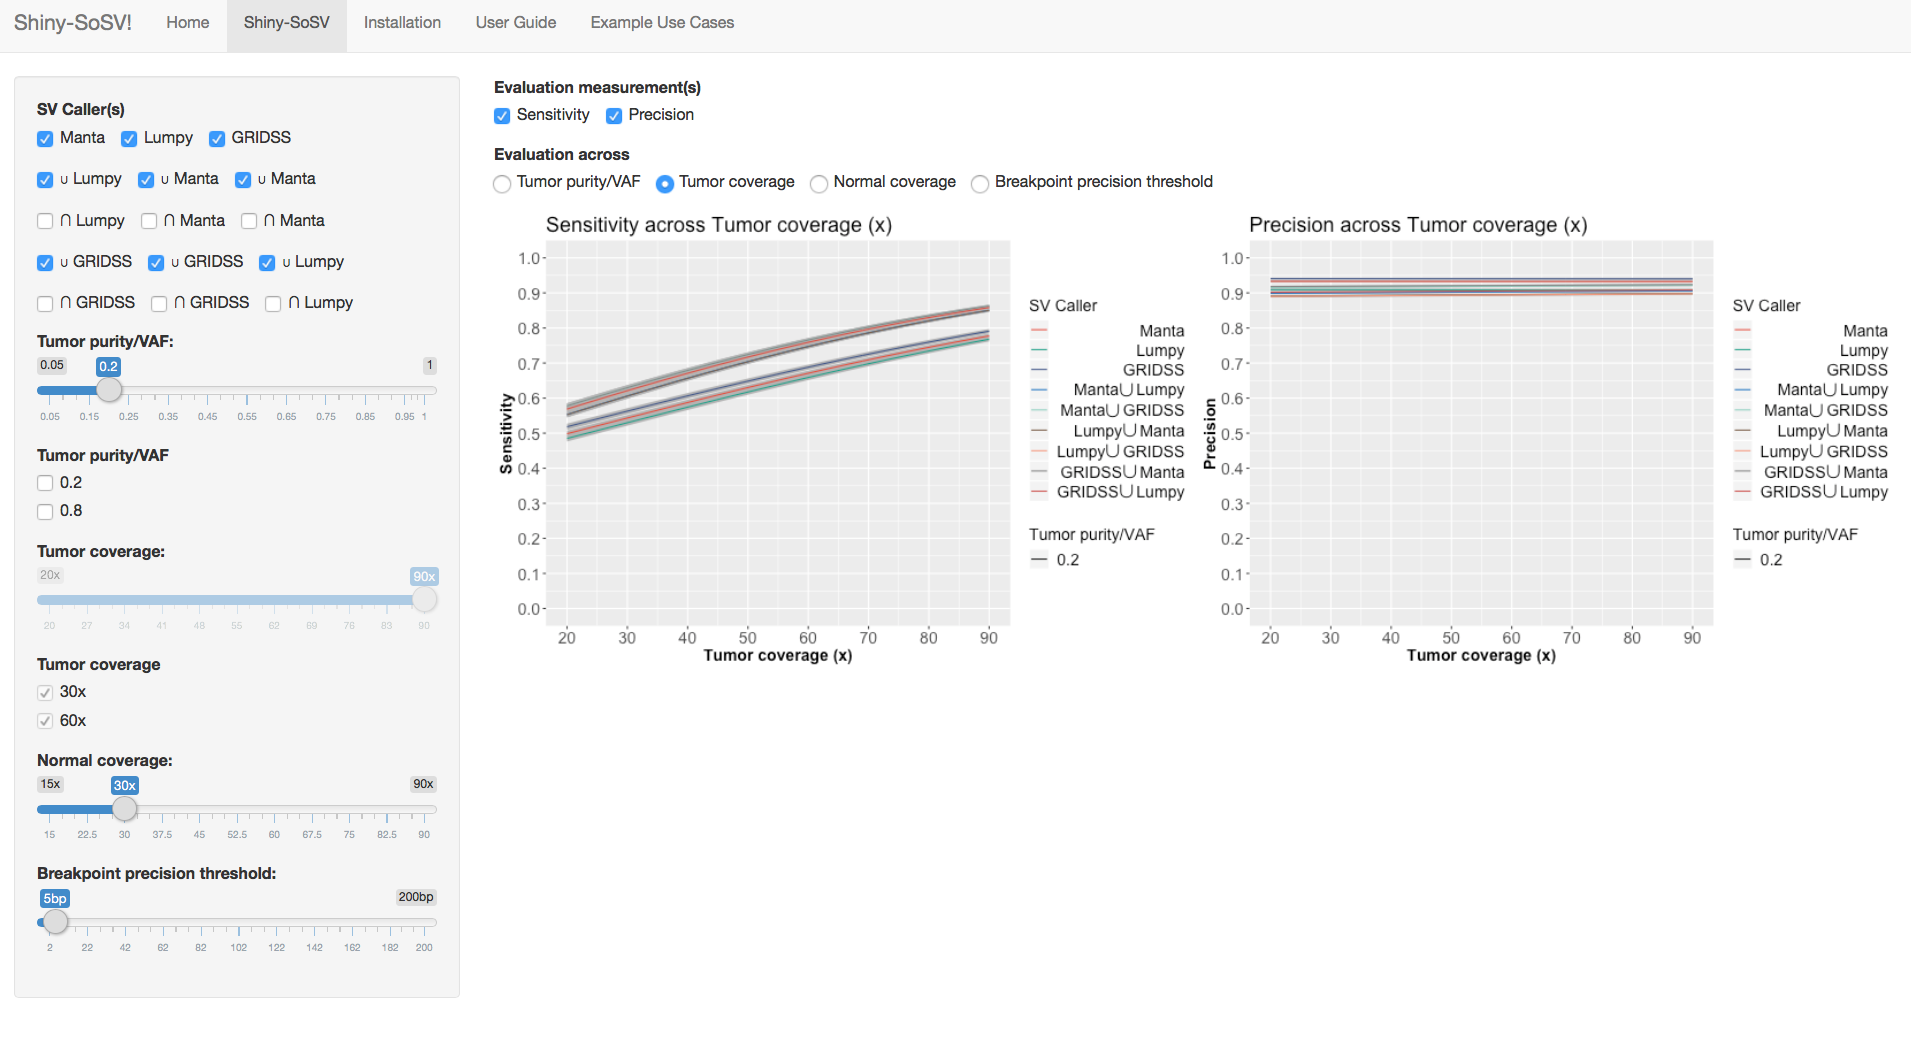 Shiny-SoSV! Home Shiny-SoSV Installation User Guide Example Use Cases
SV Caller(s)
Manta Lumpy GRIDSS
∪ Lumpy ∪ Manta ∪ Manta
∩ Lumpy ∩ Manta ∩ Manta
∪ GRIDSS ∪ GRIDSS ∪ Lumpy
∩ GRIDSS ∩ GRIDSS ∩ Lumpy
Tumor purity/VAF:
0.05 0.2 1
0.05 0.15 0.25 0.35 0.45 0.55 0.65 0.75 0.85 0.95 1
Tumor purity/VAF
0.2
0.8
Tumor coverage:
20x 90x
20 27 34 41 48 55 62 69 76 83 90
Tumor coverage
30x
60x
Normal coverage:
15x 30x 90x
15 22.5 30 37.5 45 52.5 60 67.5 75 82.5 90
Breakpoint precision threshold:
5bp 200bp
2 22 42 62 82 102 122 142 162 182 200
Evaluation measurement(s)
Sensitivity Precision
Evaluation across
Tumor purity/VAF Tumor coverage Normal coverage Breakpoint precision threshold
Sensitivity across Tumor coverage (x)
1.0
0.9
0.8
0.7
0.6
0.5
0.4
0.3
0.2
0.1
0.0
Sensitivity
20 30 40 50 60 70 80 90
Tumor coverage (x)
SV Caller
Manta
Lumpy
GRIDSS
Manta∪ Lumpy
Manta∪ GRIDSS
Lumpy∪ Manta
Lumpy∪ GRIDSS
GRIDSS∪ Manta
GRIDSS∪ Lumpy
Tumor purity/VAF
0.2
Precision across Tumor coverage (x)
1.0
0.9
0.8
0.7
0.6
0.5
0.4
0.3
0.2
0.1
0.0
Precision
20 30 40 50 60 70 80 90
Tumor coverage (x)
SV Caller
Manta
Lumpy
GRIDSS
Manta∪ Lumpy
Manta∪ GRIDSS
Lumpy∪ Manta
Lumpy∪ GRIDSS
GRIDSS∪ Manta
GRIDSS∪ Lumpy
Tumor purity/VAF
0.2